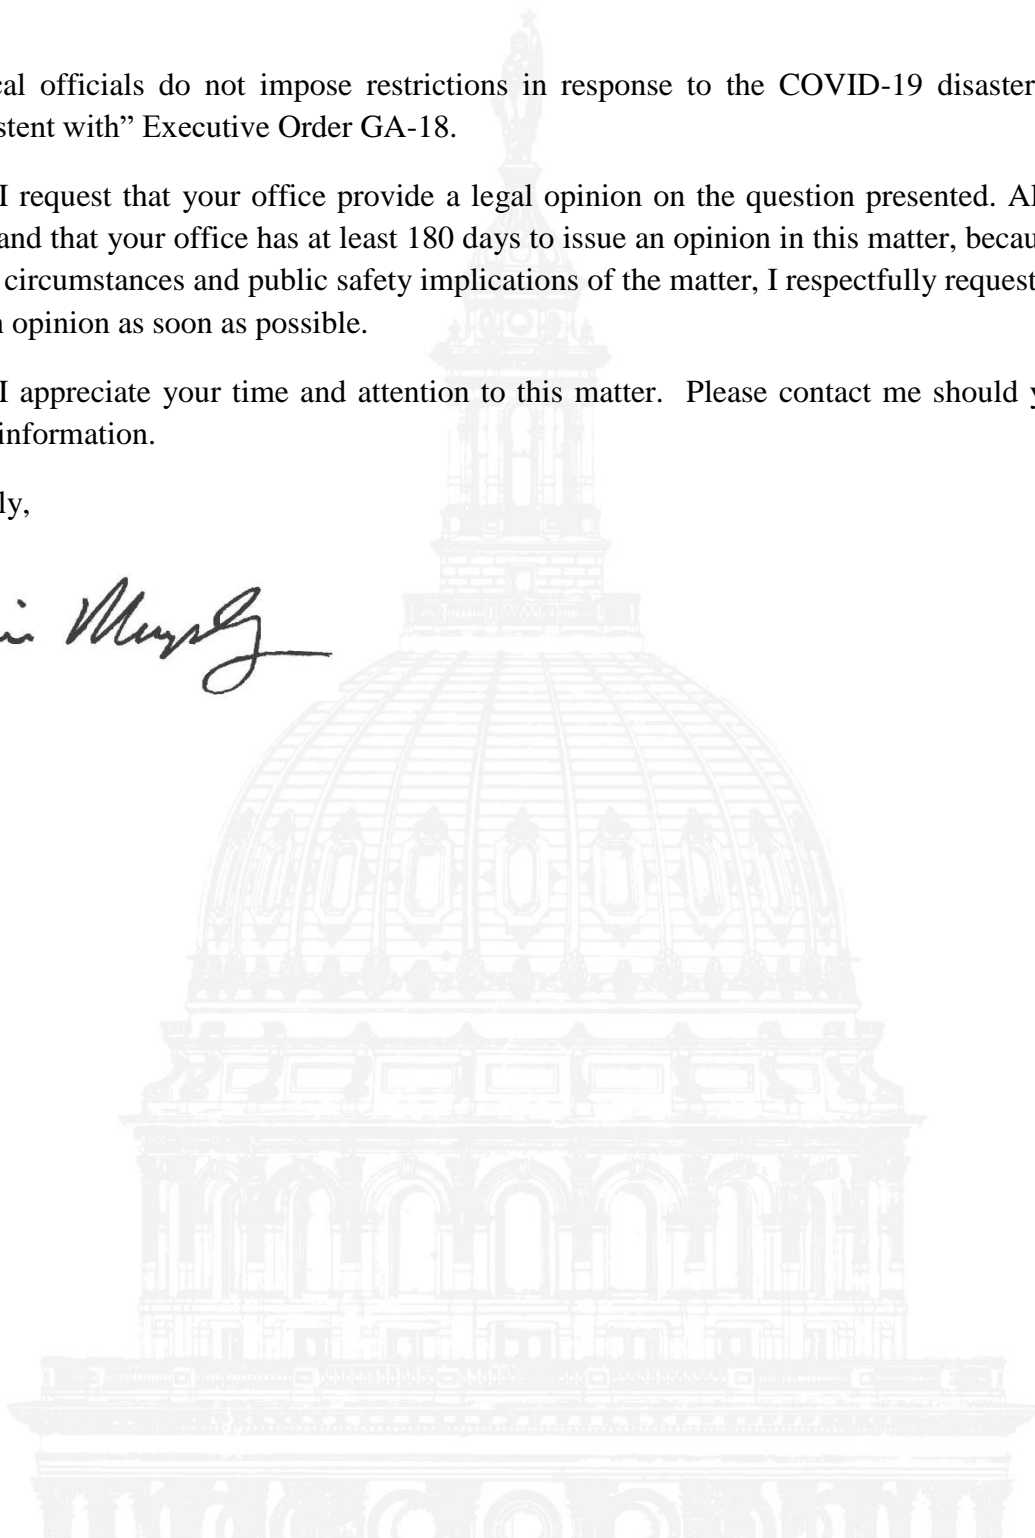 cal officials do not impose restrictions in response to the COVID-19 disaster
stent with” Executive Order GA-18.
I request that your office provide a legal opinion on the question presented. Al
and that your office has at least 180 days to issue an opinion in this matter, becau
circumstances and public safety implications of the matter, I respectfully request
n opinion as soon as possible.
I appreciate your time and attention to this matter.  Please contact me should y
information.
ly,
Murphy